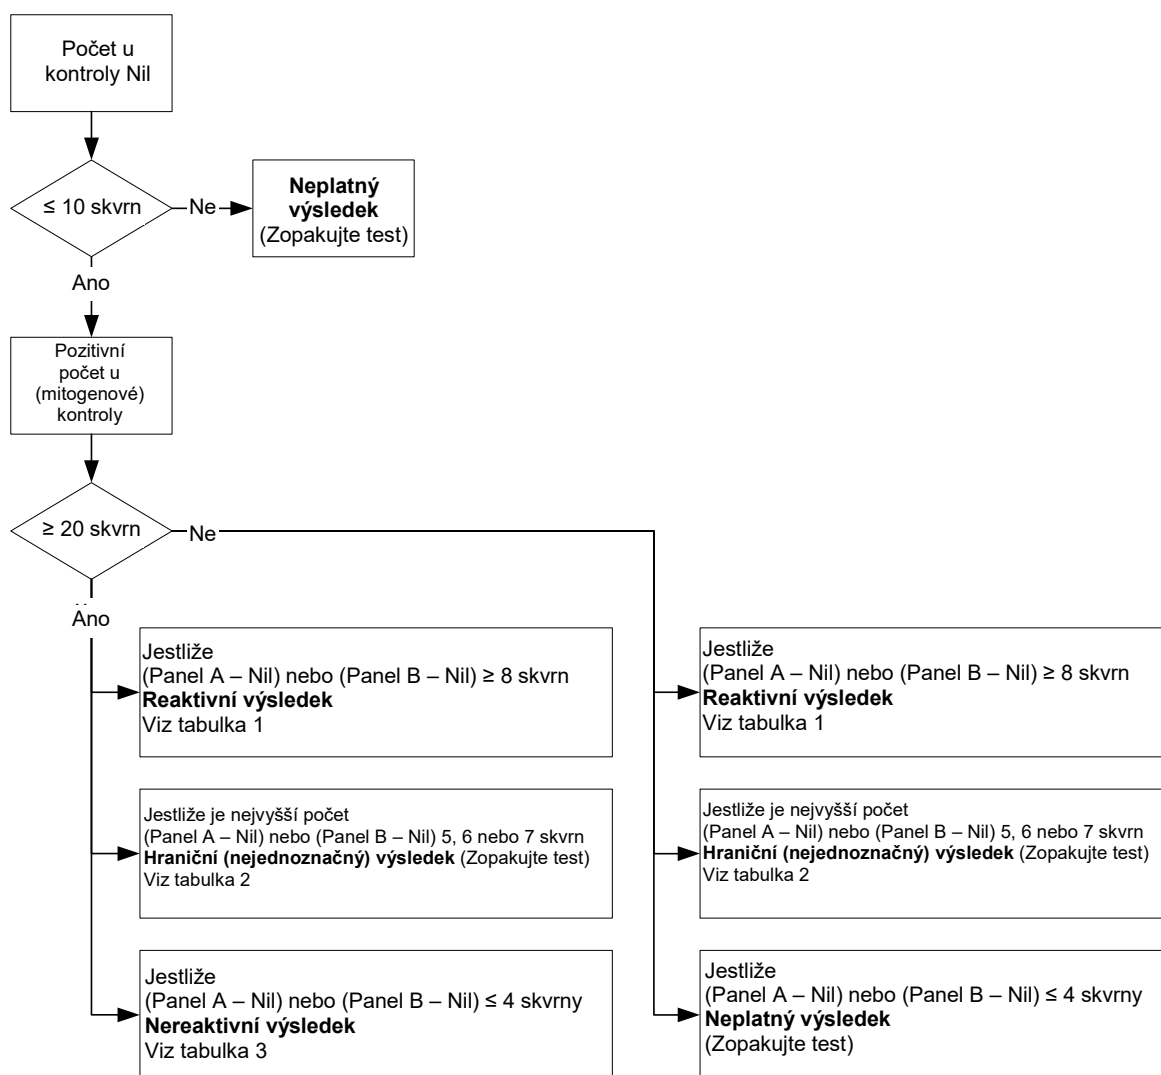 Počet u
kontroly Nil
≤ 10 skvrn
Ne
Neplatný
výsledek
(Zopakujte test)
Ano
Pozitivní
počet u
(mitogenové)
kontroly
≥ 20 skvrn
Ne
Ano
Jestliže
(Panel A – Nil) nebo (Panel B – Nil) ≥ 8 skvrn
Reaktivní výsledek
Viz tabulka 1
Jestliže je nejvyšší počet
(Panel A – Nil) nebo (Panel B – Nil) 5, 6 nebo 7 skvrn
Hraniční (nejednoznačný) výsledek (Zopakujte test)
Viz tabulka 2
Jestliže
(Panel A – Nil) nebo (Panel B – Nil) ≤ 4 skvrny
Nereaktivní výsledek
Viz tabulka 3
Jestliže
(Panel A – Nil) nebo (Panel B – Nil) ≥ 8 skvrn
Reaktivní výsledek
Viz tabulka 1
Jestliže je nejvyšší počet
(Panel A – Nil) nebo (Panel B – Nil) 5, 6 nebo 7 skvrn
Hraniční (nejednoznačný) výsledek (Zopakujte test)
Viz tabulka 2
Jestliže
(Panel A – Nil) nebo (Panel B – Nil) ≤ 4 skvrny
Neplatný výsledek
(Zopakujte test)